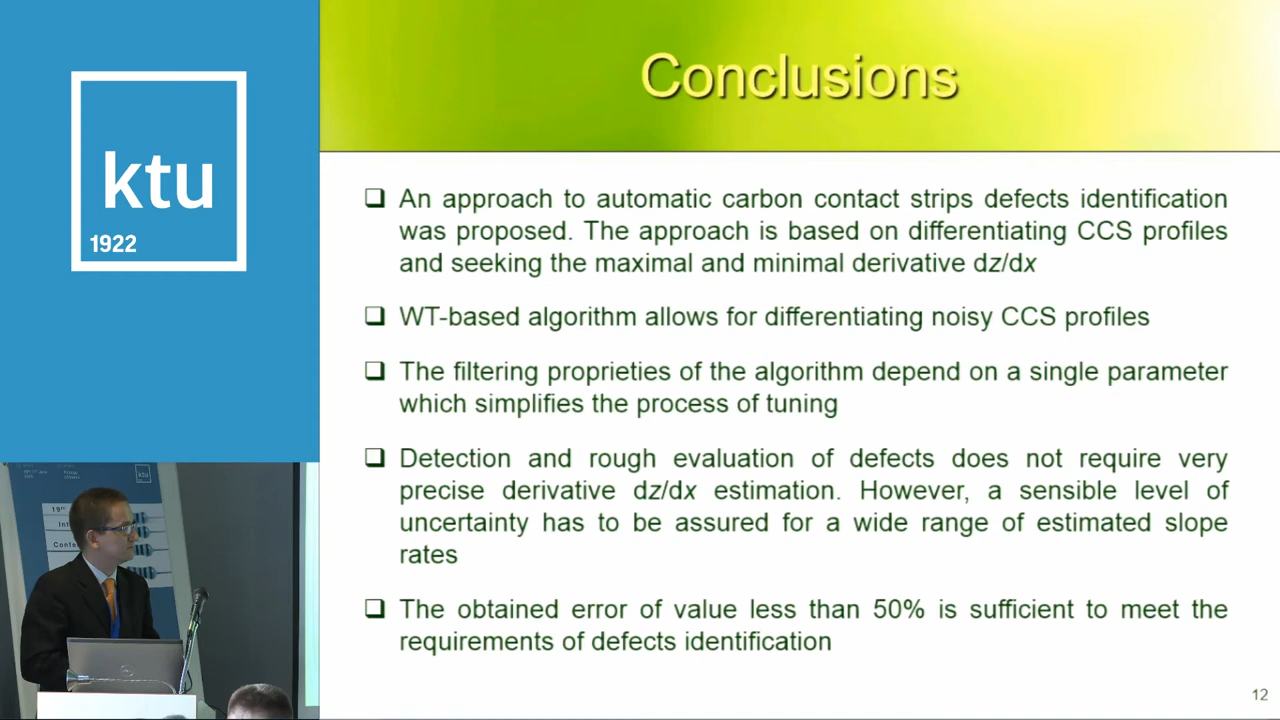 ktu
1922
Conclusions
❑ An approach to automatic carbon contact strips defects identification
was proposed. The approach is based on differentiating CCS profiles
and seeking the maximal and minimal derivative dz/dx
❑ WT-based algorithm allows for differentiating noisy CCS profiles
❑ The filtering proprieties of the algorithm depend on a single parameter
which simplifies the process of tuning
❑ Detection and rough evaluation of defects does not require very
precise derivative dz/dx estimation. However, a sensible level of
uncertainty has to be assured for a wide range of estimated slope
rates
❑ The obtained error of value less than 50% is sufficient to meet the
requirements of defects identification
12
ktu
19th
Int
Confe